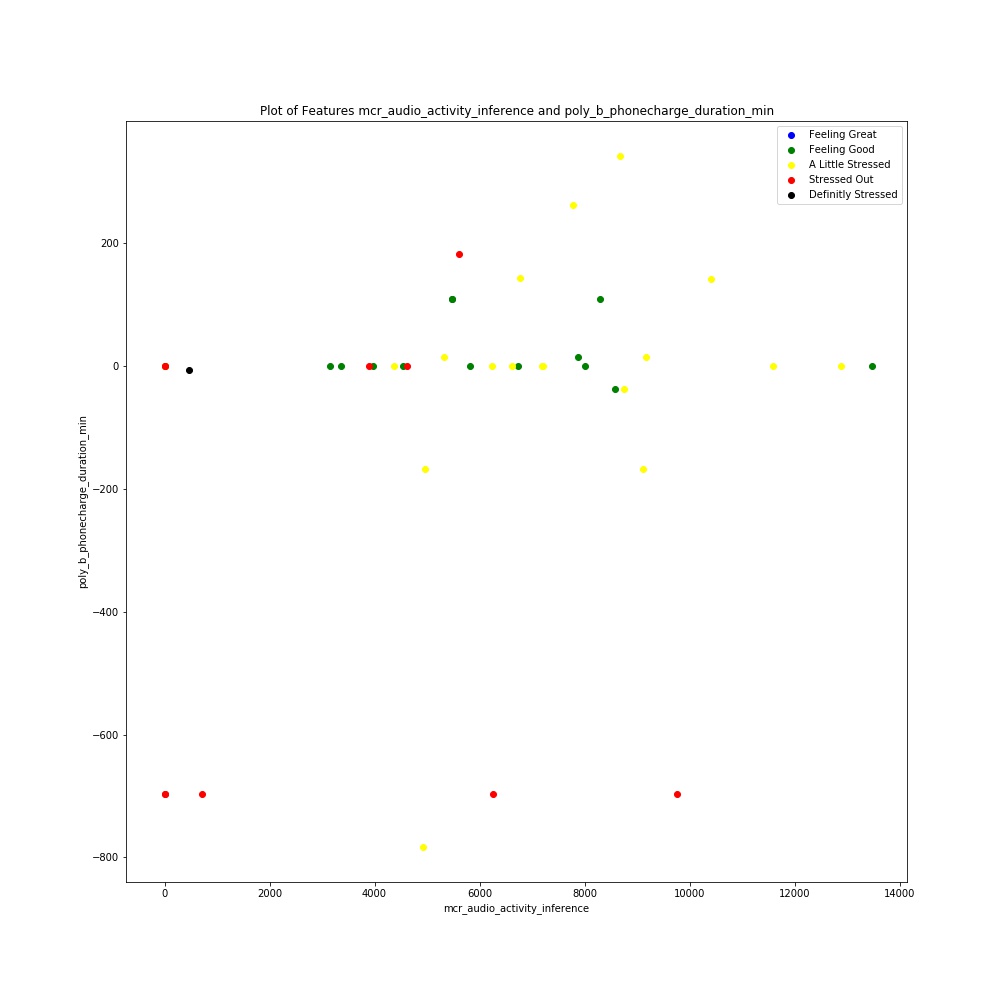 Plot of Features mcr_audio_activity_inference and poly_b_phonecharge_duration_min
Feeling Great
Feeling Good
A Little Stressed
Stressed Out
Definitly Stressed
poly_b_phonecharge_duration_min
200
0
−200
−400
−600
−800
0 2000 4000 6000 8000 10000 12000 14000
mcr_audio_activity_inference